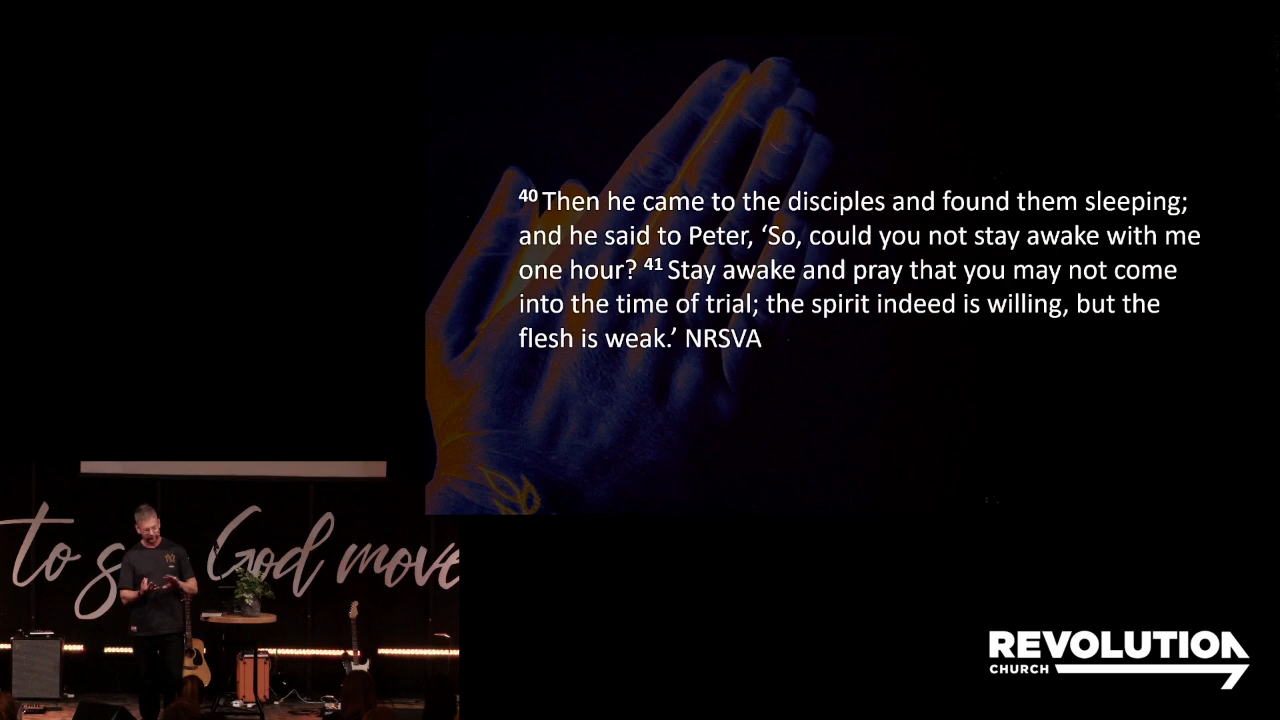 ⁴⁰ Then he came to the disciples and found them sleeping;
and he said to Peter, ‘So, could you not stay awake with me
one hour? ⁴¹ Stay awake and pray that you may not come
into the time of trial; the spirit indeed is willing, but the
flesh is weak.’ NRSVA
to s God move
REVOLUTION
CHURCH